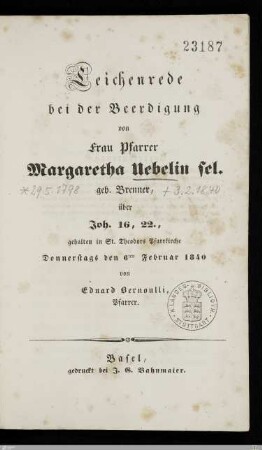 23187
Leichenrede
bei der Beerdigung
von
Frau Pfarrer
Margaretha Uebelin sel.
geb. Brenner,
über
Joh. 16, 22.,
gehalten in St. Theodors Pfarrkirche
Donnerstags den 6ten Februar 1840
von
Eduard Bernoulli,
Pfarrer.
Basel,
gedruckt bei J. G. Bahnmaier.